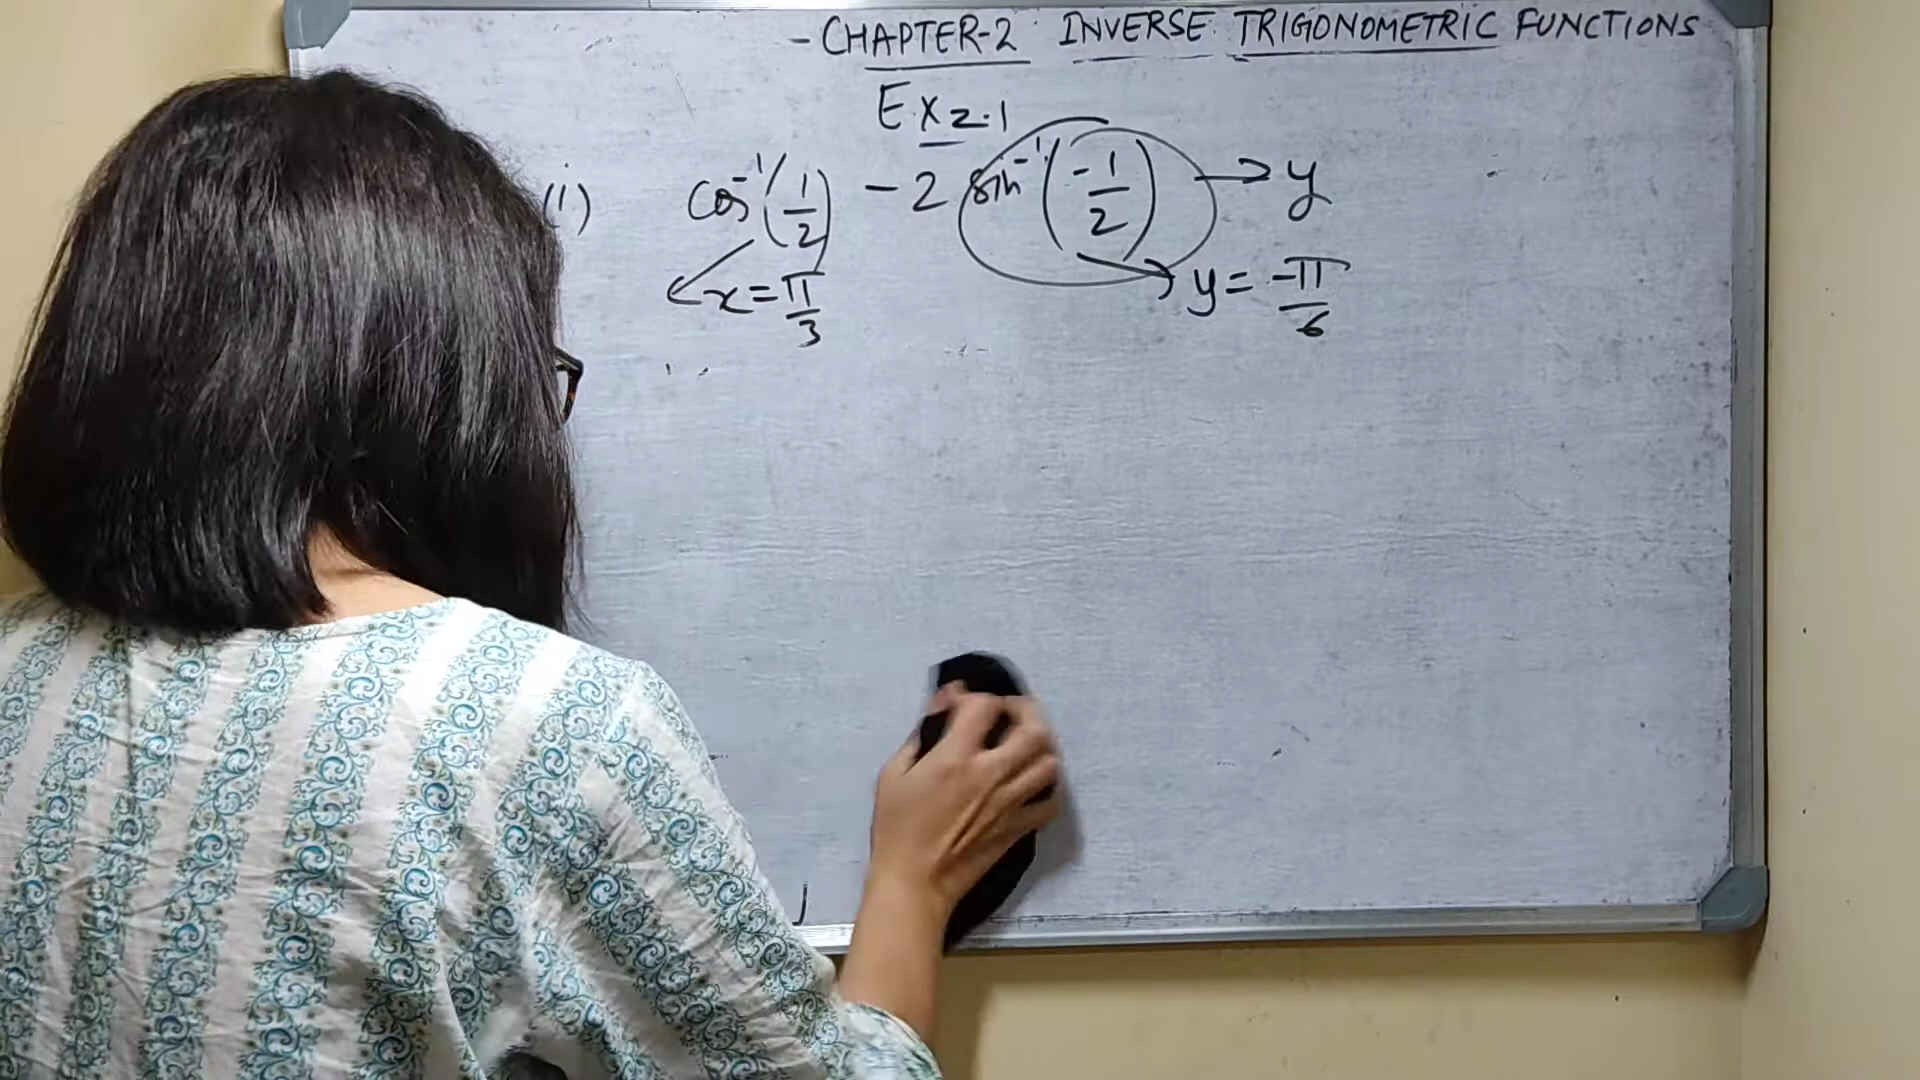 - CHAPTER-2 INVERSE TRIGONOMETRIC FUNCTIONS
Ex 2.1
(i) cos⁻¹(1/2) - 2 sin⁻¹(-1/2) → y
x = π/3 y = -π/6